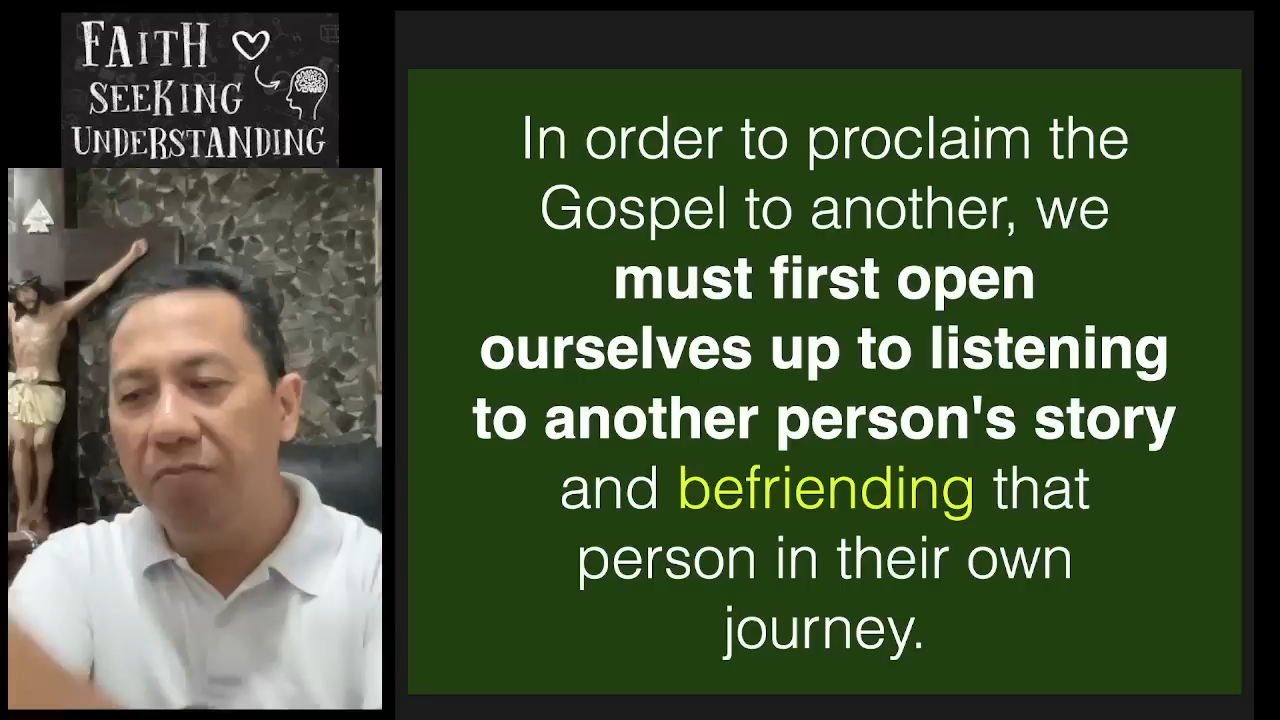 FAITH
SEEKING
UNDERSTANDING
In order to proclaim the
Gospel to another, we
must first open
ourselves up to listening
to another person's story
and befriending that
person in their own
journey.